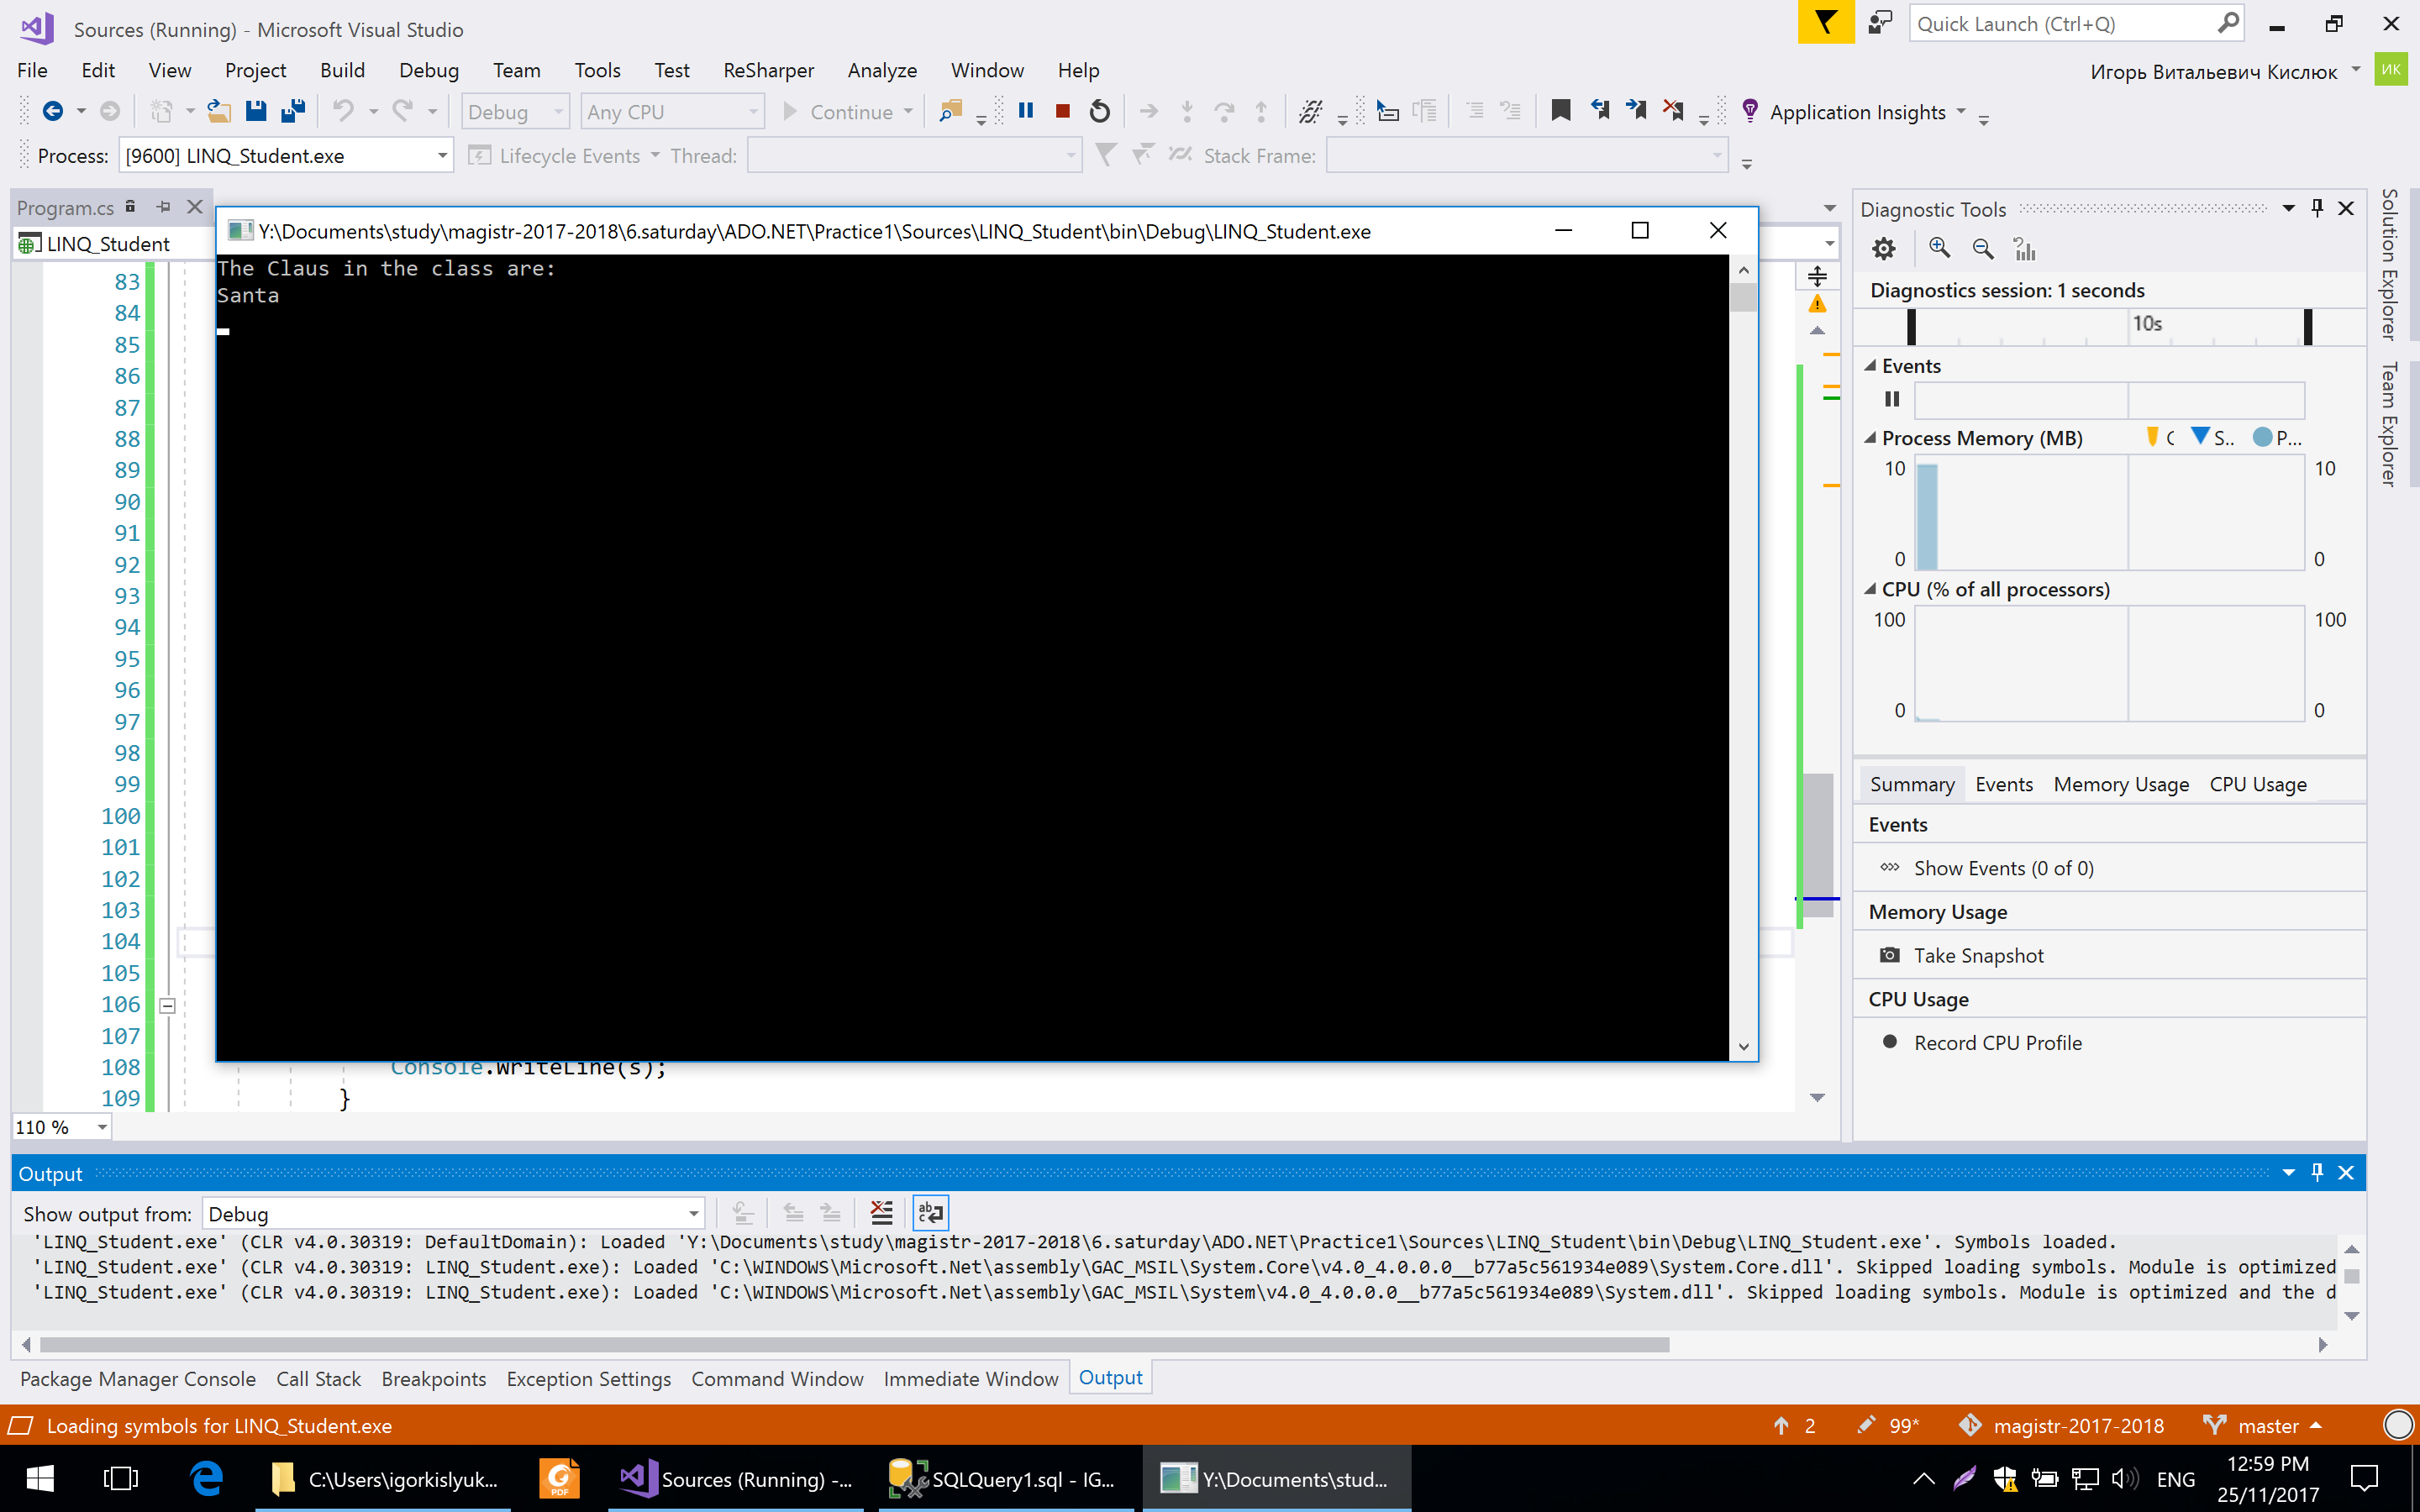 Sources (Running) - Microsoft Visual Studio
Quick Launch (Ctrl+Q)
File Edit View Project Build Debug Team Tools Test ReSharper Analyze Window Help
Игорь Витальевич Кислюк
ИК
Debug Any CPU Continue Application Insights
Process: [9600] LINQ_Student.exe Lifecycle Events Thread: Stack Frame:
Program.cs
LINQ_Student
Y:\Documents\study\magistr-2017-2018\6.saturday\ADO.NET\Practice1\Sources\LINQ_Student\bin\Debug\LINQ_Student.exe
The Claus in the class are:
Santa
83
84
85
86
87
88
89
90
91
92
93
94
95
96
97
98
99
100
101
102
103
104
105
106
107
108 Console.WriteLine(s);
109 }
110 %
Diagnostic Tools
Diagnostics session: 1 seconds
10s
Events
Process Memory (MB) S.. P...
10 10
0 0
CPU (% of all processors)
100 100
0 0
Summary Events Memory Usage CPU Usage
Events
Show Events (0 of 0)
Memory Usage
Take Snapshot
CPU Usage
Record CPU Profile
Solution Explorer
Team Explorer
Output
Show output from: Debug
'LINQ_Student.exe' (CLR v4.0.30319: DefaultDomain): Loaded 'Y:\Documents\study\magistr-2017-2018\6.saturday\ADO.NET\Practice1\Sources\LINQ_Student\bin\Debug\LINQ_Student.exe'. Symbols loaded.
'LINQ_Student.exe' (CLR v4.0.30319: LINQ_Student.exe): Loaded 'C:\WINDOWS\Microsoft.Net\assembly\GAC_MSIL\System.Core\v4.0_4.0.0.0__b77a5c561934e089\System.Core.dll'. Skipped loading symbols. Module is optimized
'LINQ_Student.exe' (CLR v4.0.30319: LINQ_Student.exe): Loaded 'C:\WINDOWS\Microsoft.Net\assembly\GAC_MSIL\System\v4.0_4.0.0.0__b77a5c561934e089\System.dll'. Skipped loading symbols. Module is optimized and the d
Package Manager Console Call Stack Breakpoints Exception Settings Command Window Immediate Window Output
Loading symbols for LINQ_Student.exe
2 99* magistr-2017-2018 master
C:\Users\igorkislyuk... PDF Sources (Running) -... SQLQuery1.sql - IG... Y:\Documents\stud...
ENG
12:59 PM
25/11/2017